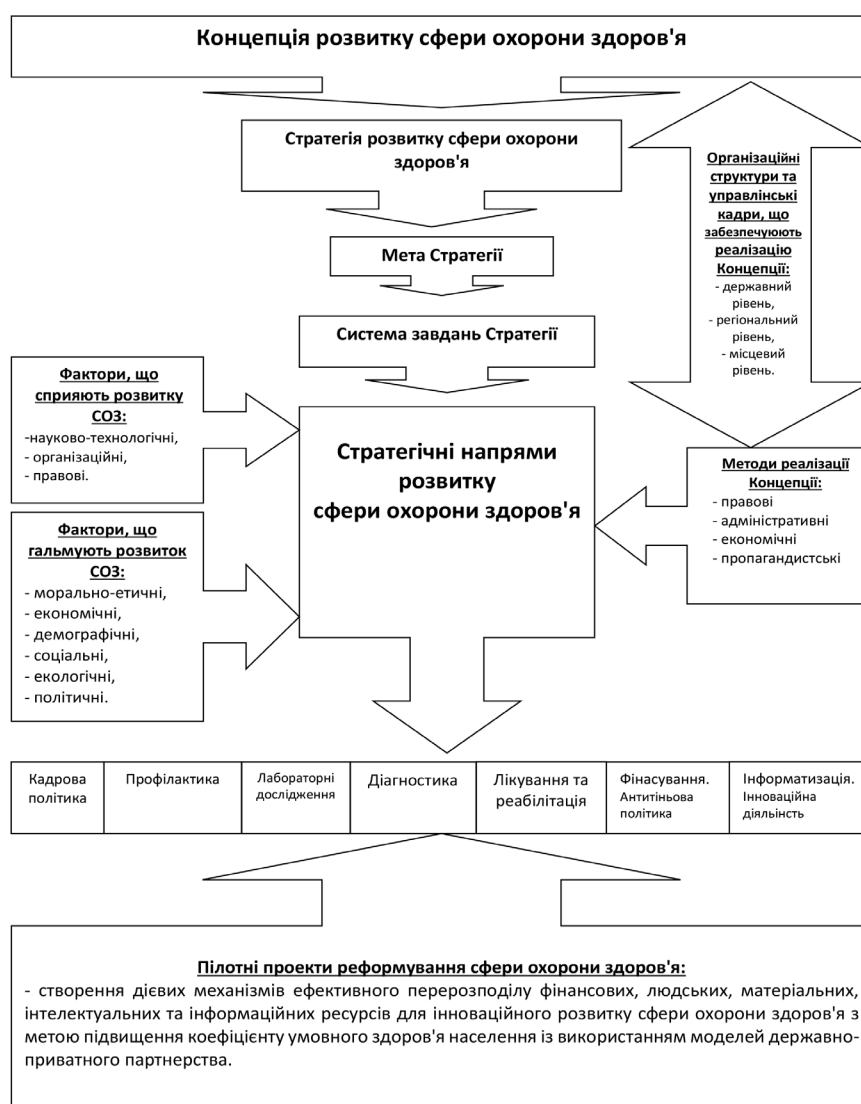 Концепція розвитку сфери охорони здоров'я
Стратегія розвитку сфери охорони
здоров'я
Мета Стратегії
Система завдань Стратегії
Організаційні
структури та
управлінські
кадри, що
забезпечуюють
реалізацію
Концепції:
- державний
рівень,
- регіональний
рівень,
- місцевий
рівень.
Фактори, що
сприяють розвитку
СОЗ:
-науково-технологічні,
- організаційні,
- правові.
Стратегічні напрями
розвитку
сфери охорони здоров'я
Методи реалізації
Концепції:
- правові
- адміністративні
- економічні
- пропагандистські
Фактори, що
гальмують розвиток
СОЗ:
- морально-етичні,
- економічні,
- демографічні,
- соціальні,
- екологічні,
- політичні.
Кадрова
політика
Профілактика
Лабораторні
дослідження
Діагностика
Лікування та
реабілітація
Фінасування.
Антитіньова
політика
Інформатизація.
Інноваційна
діяльінсть
Пілотні проекти реформування сфери охорони здоров'я:
- створення дієвих механізмів ефективного перерозподілу фінансових, людських, матеріальних,
інтелектуальних та інформаційних ресурсів для інноваційного розвитку сфери охорони здоров'я з
метою підвищення коефіцієнту умовного здоров'я населення із використанням моделей державно-
приватного партнерства.